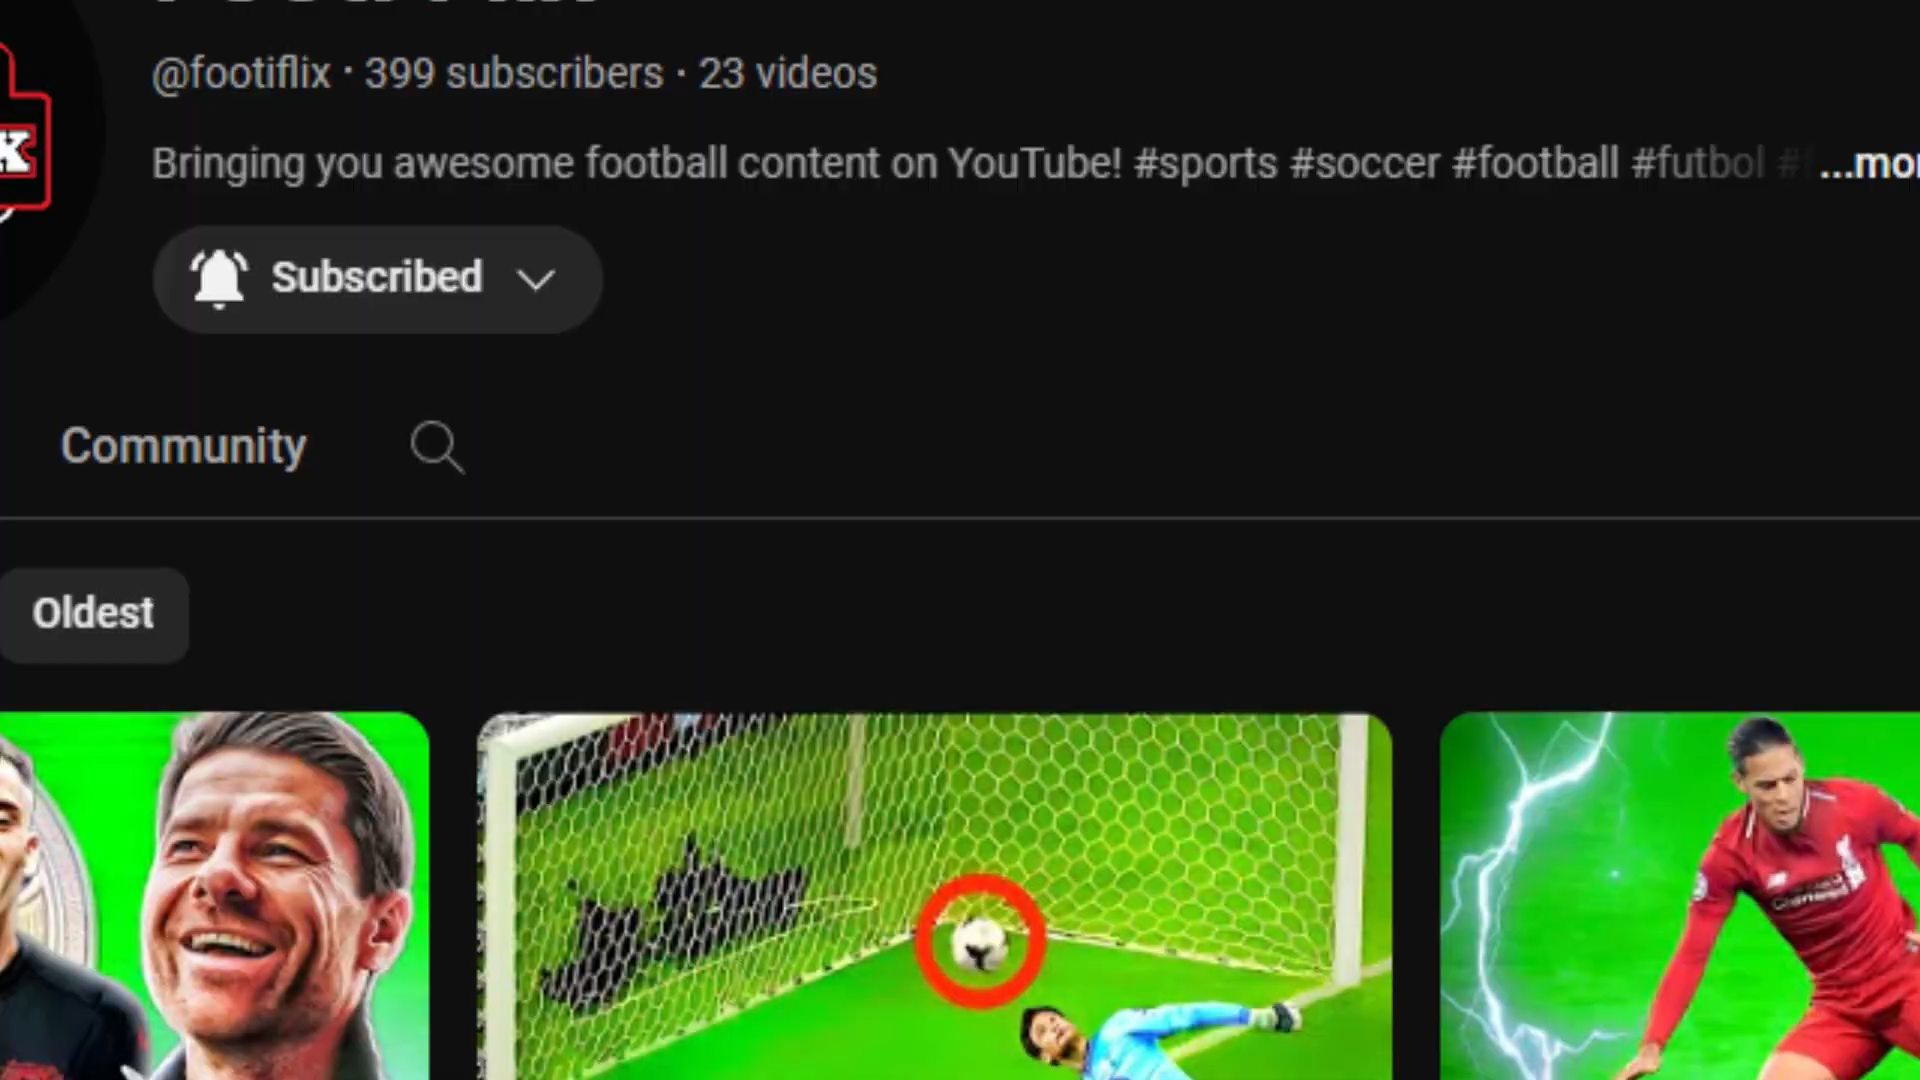 @footiflix · 399 subscribers · 23 videos
Bringing you awesome football content on YouTube! #sports #soccer #football #futbol ...mor
Subscribed
Community
Oldest